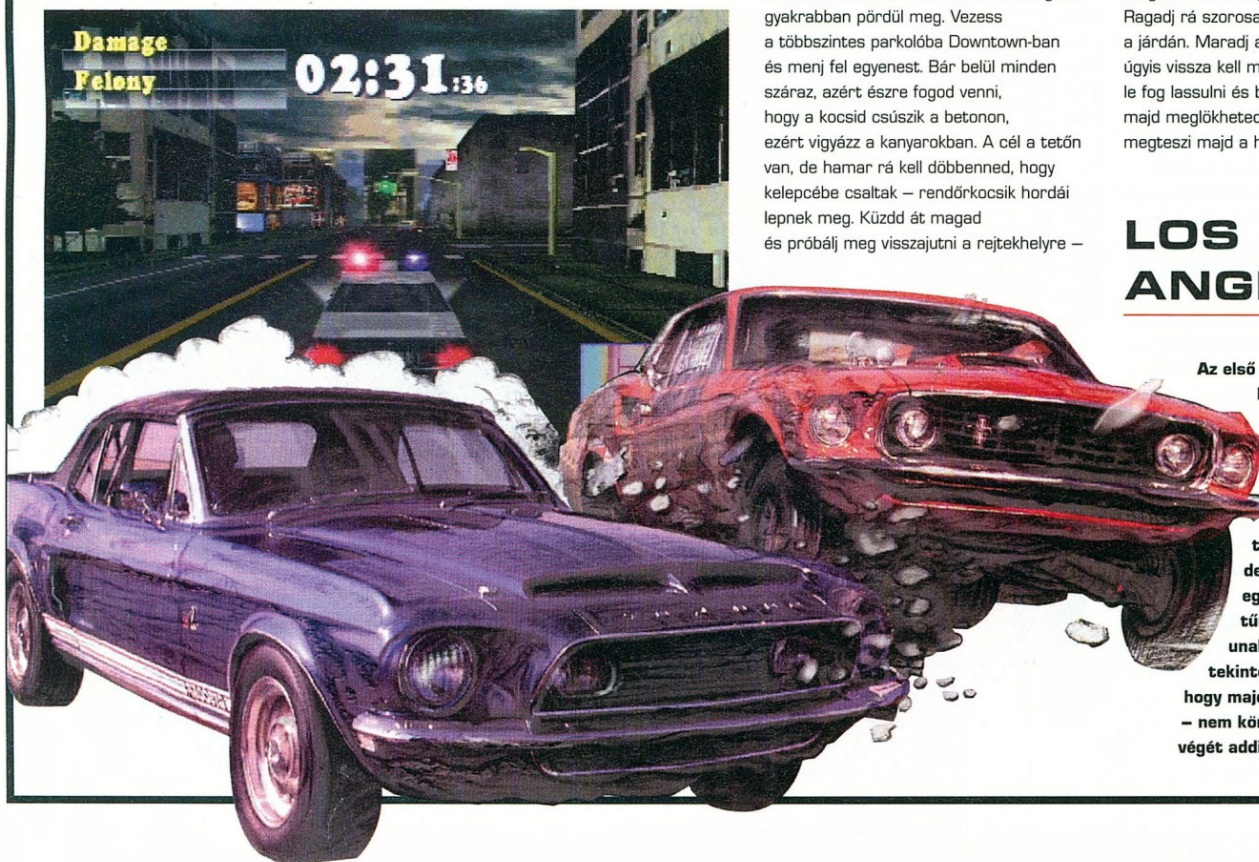 Damage
Felony
02:31:36
gyakrabban pördül meg. Vezess
a többszintes parkolóba Downtown-ban
és menj fel egyenest. Bár belül minden
száraz, azért észre fogod venni,
hogy a kocsid csúszik a betonon,
ezért vigyázz a kanyarokban. A cél a tetőn
van, de hamar rá kell döbbenned, hogy
kelepcébe csaltak – rendőrkocsik hordái
lepnek meg. Küzdd át magad
és próbálj meg visszajutni a rejtekhelyre –
Ragadj rá szorosa
a járdán. Maradj a
úgyis vissza kell m
le fog lassulni és b
majd meglökheted
megteszi majd a h
LOS
ANG
Az első
t
de
eg
tű
unal
tekinte
hogy majd
– nem kör
végét addi